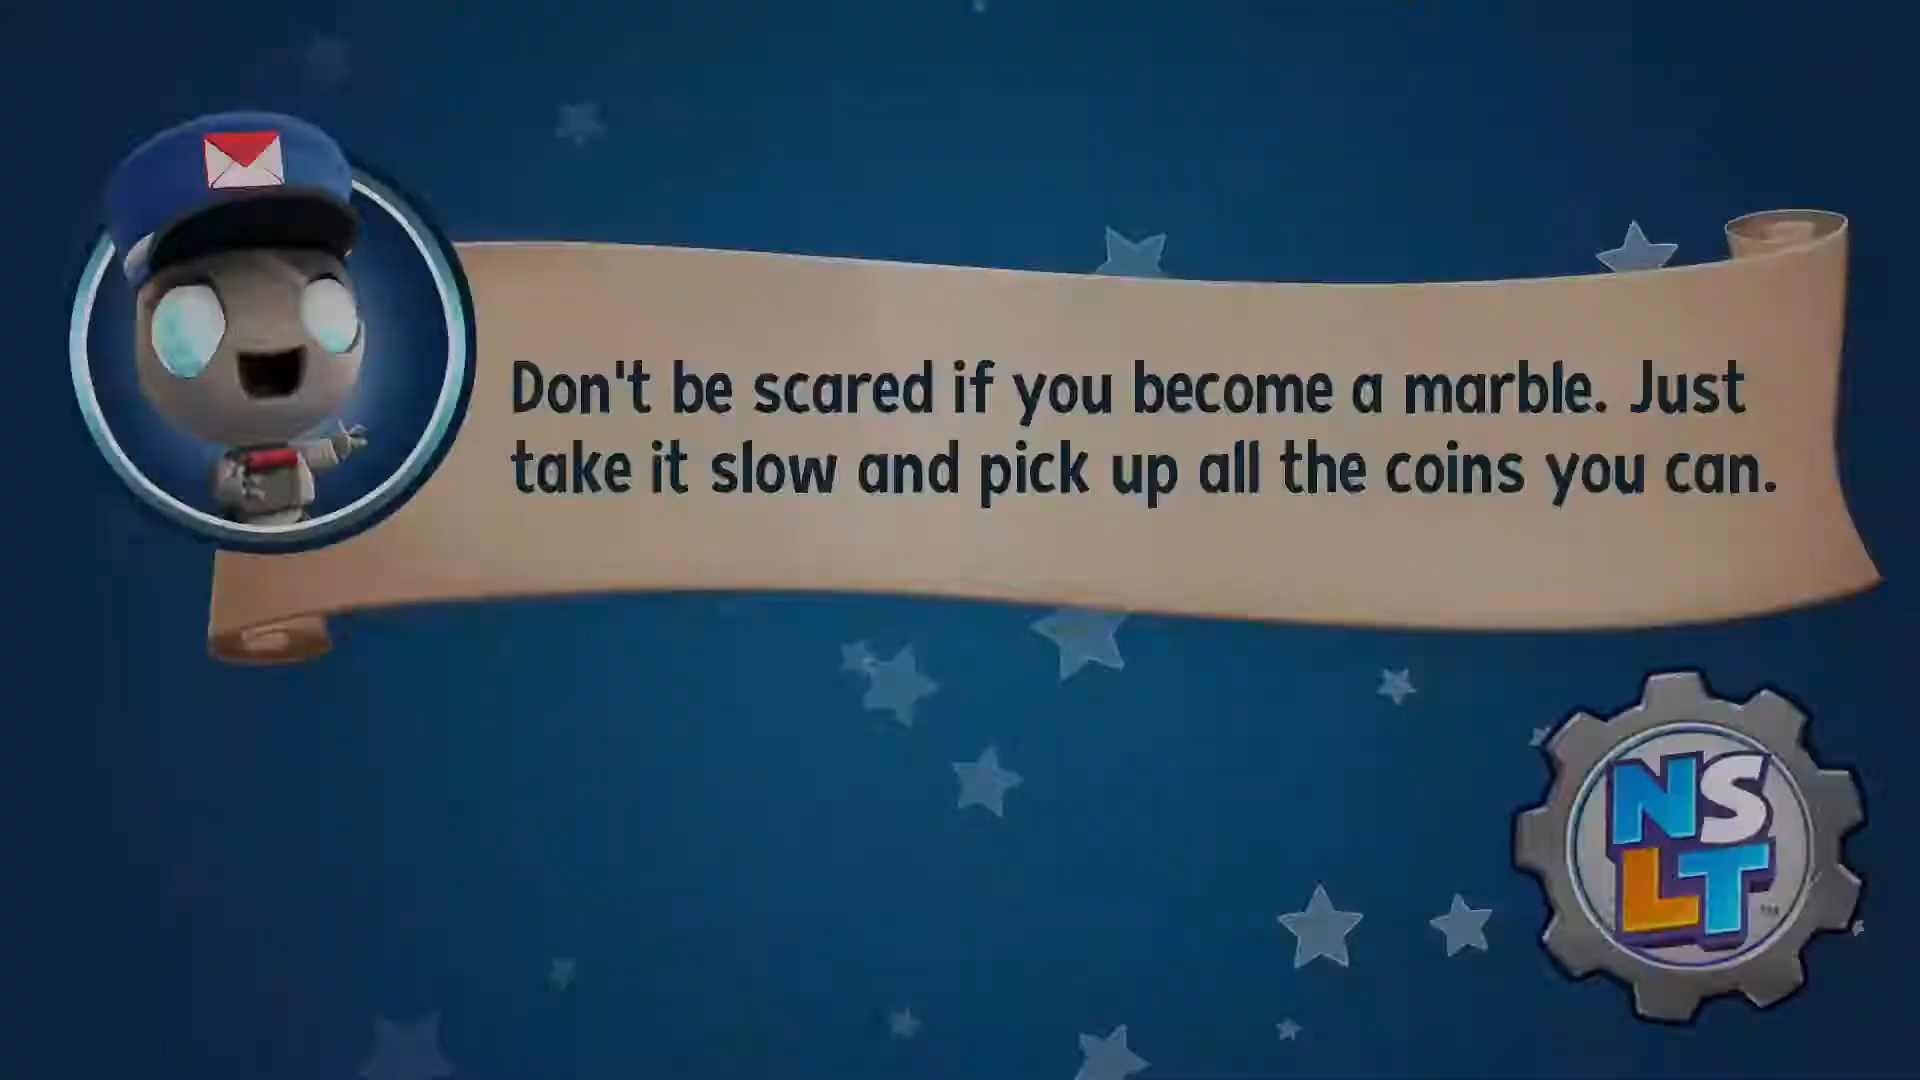 Don't be scared if you become a marble. Just
take it slow and pick up all the coins you can.
NS
LT
TM